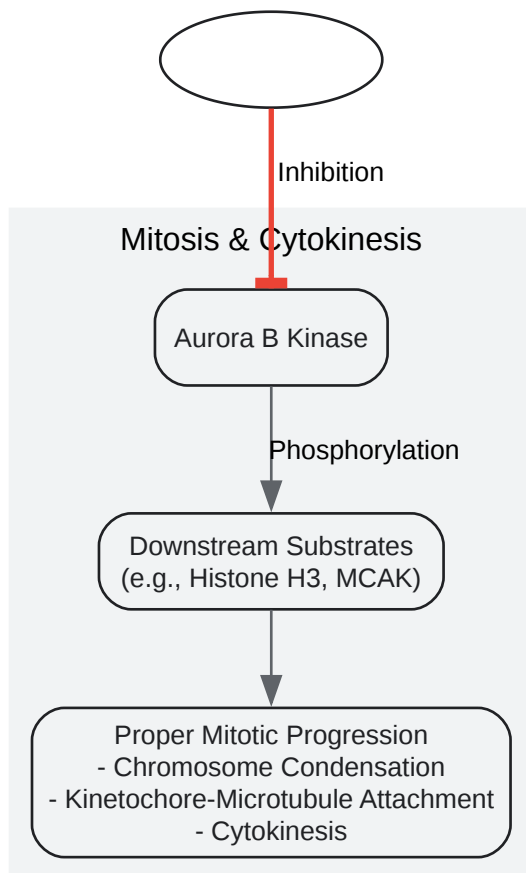 Inhibition
Mitosis & Cytokinesis
Aurora B Kinase
Phosphorylation
Downstream Substrates
(e.g., Histone H3, MCAK)
Proper Mitotic Progression
- Chromosome Condensation
- Kinetochore-Microtubule Attachment
- Cytokinesis